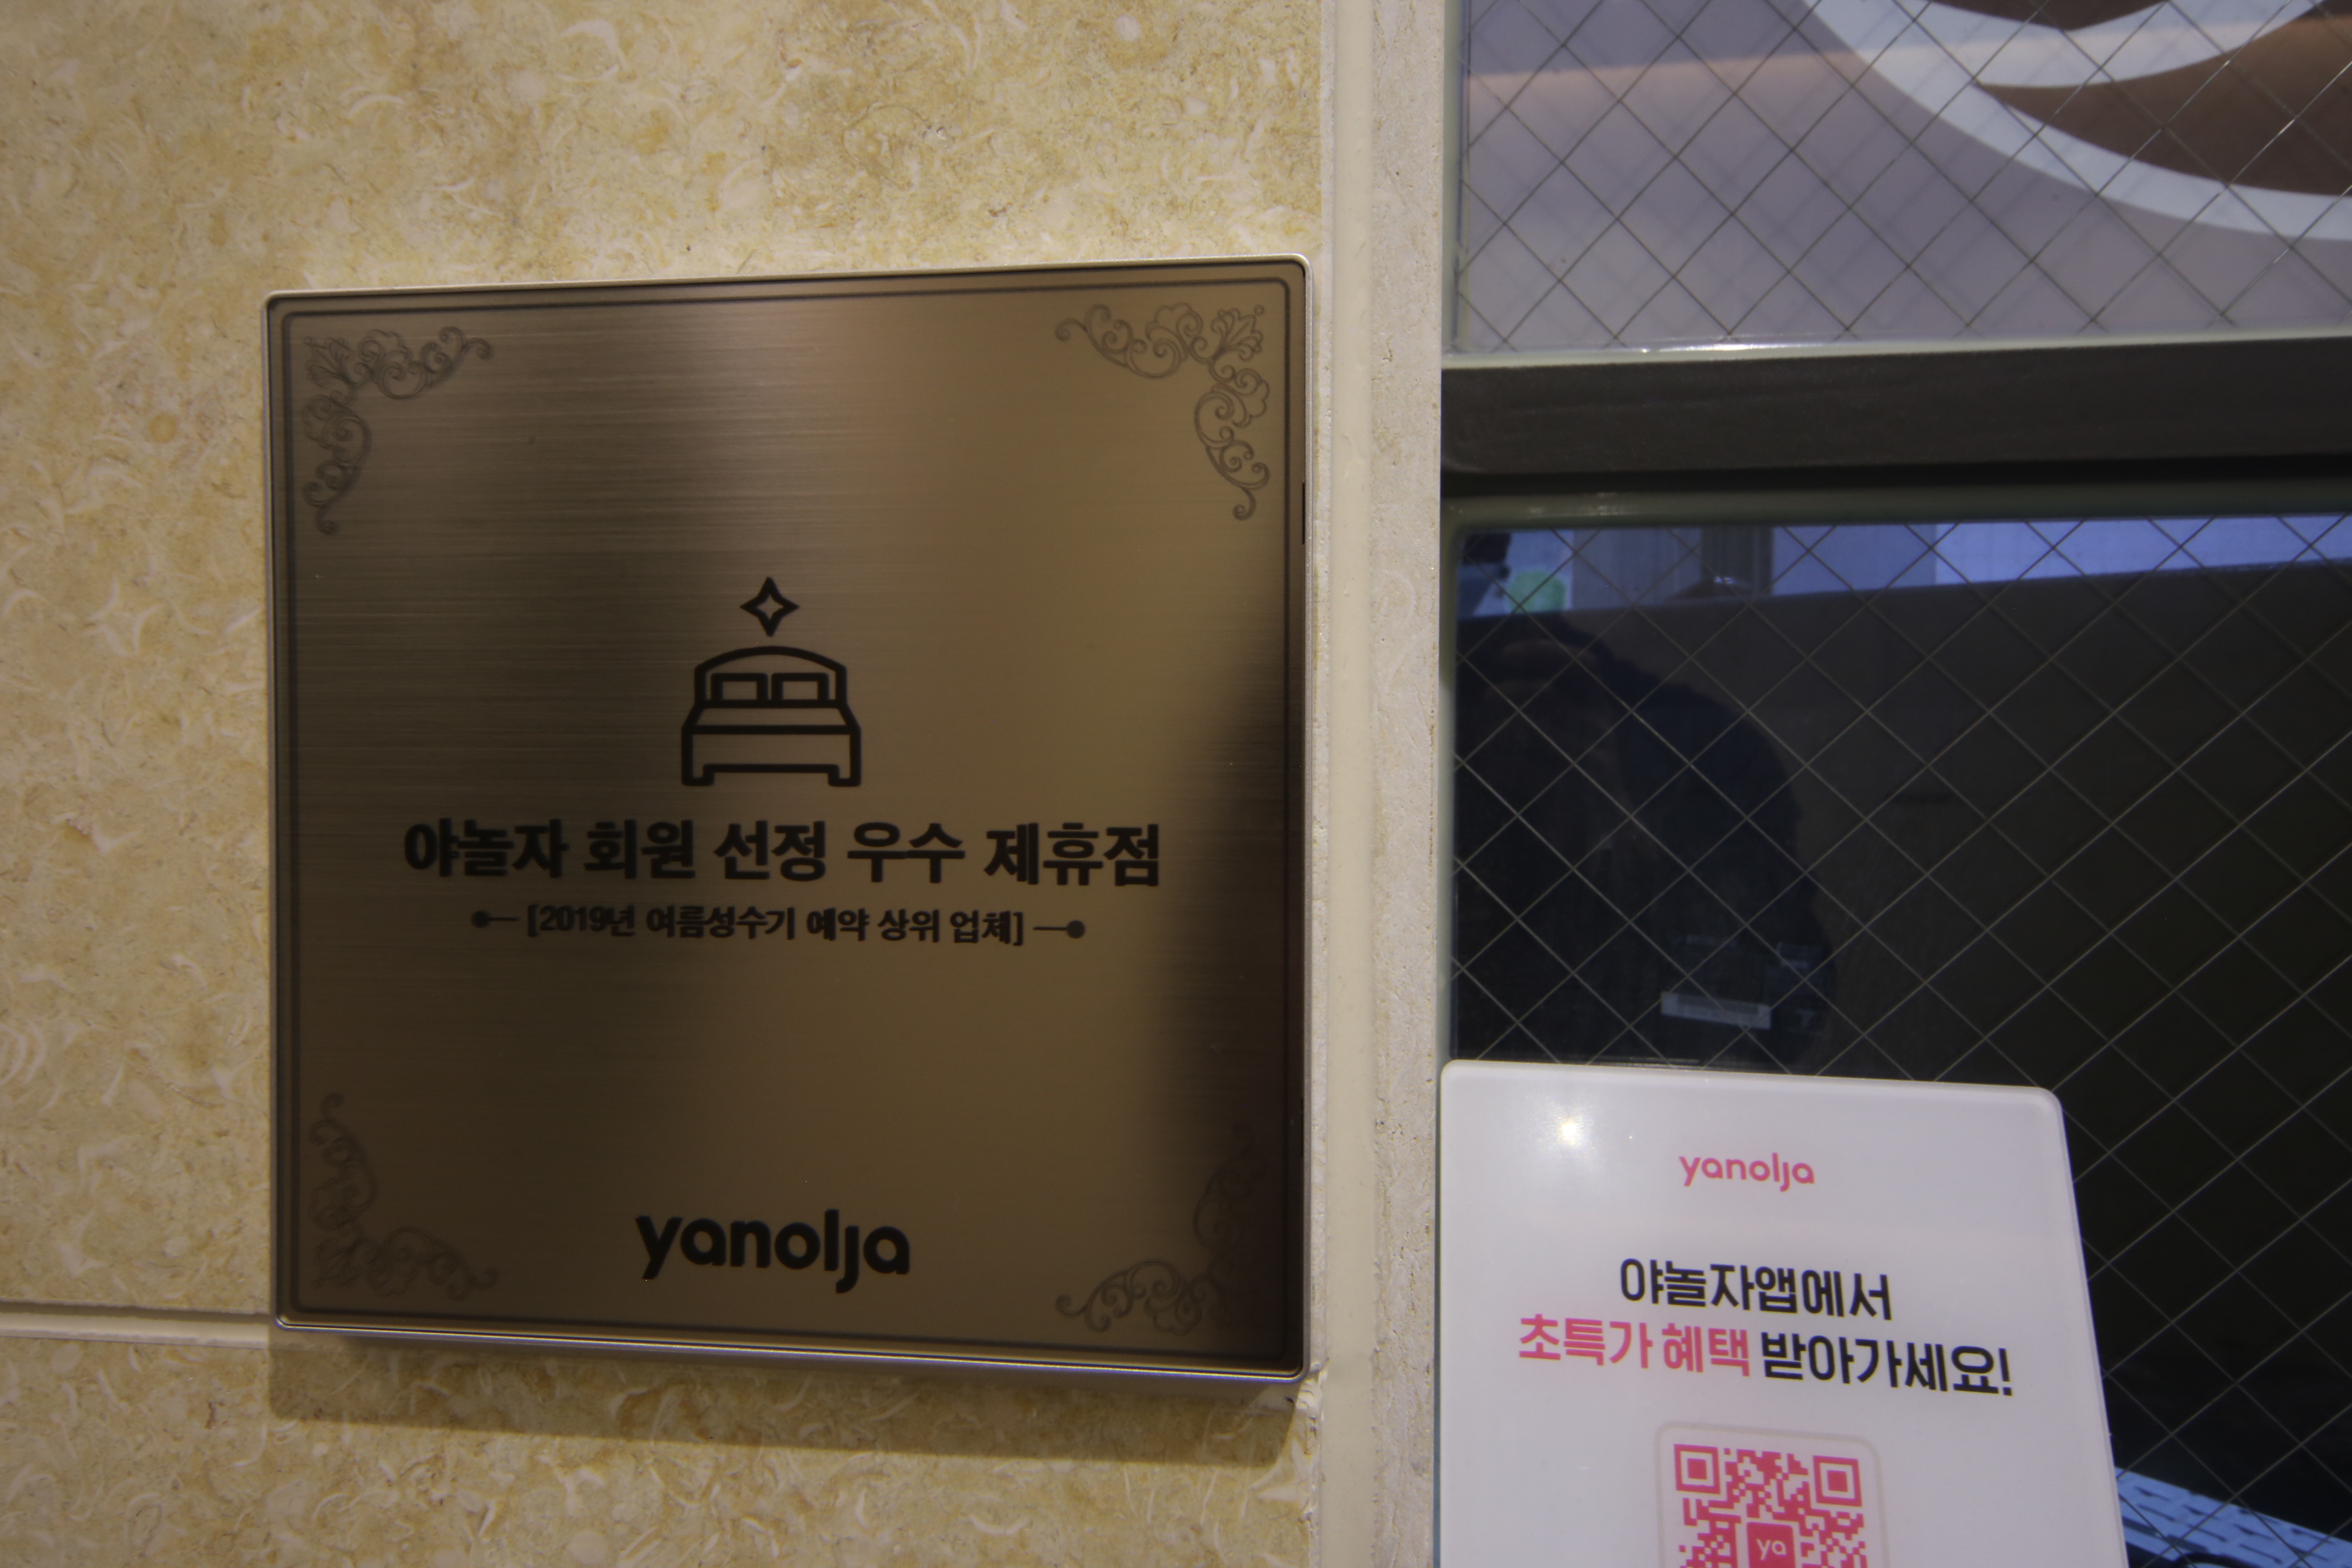 야놀자 회원 선정 우수 제휴점
[2019년 여름성수기 예약 상위 업체]
yanolja
yanolja
야놀자앱에서
초특가 혜택 받아가세요!
ya